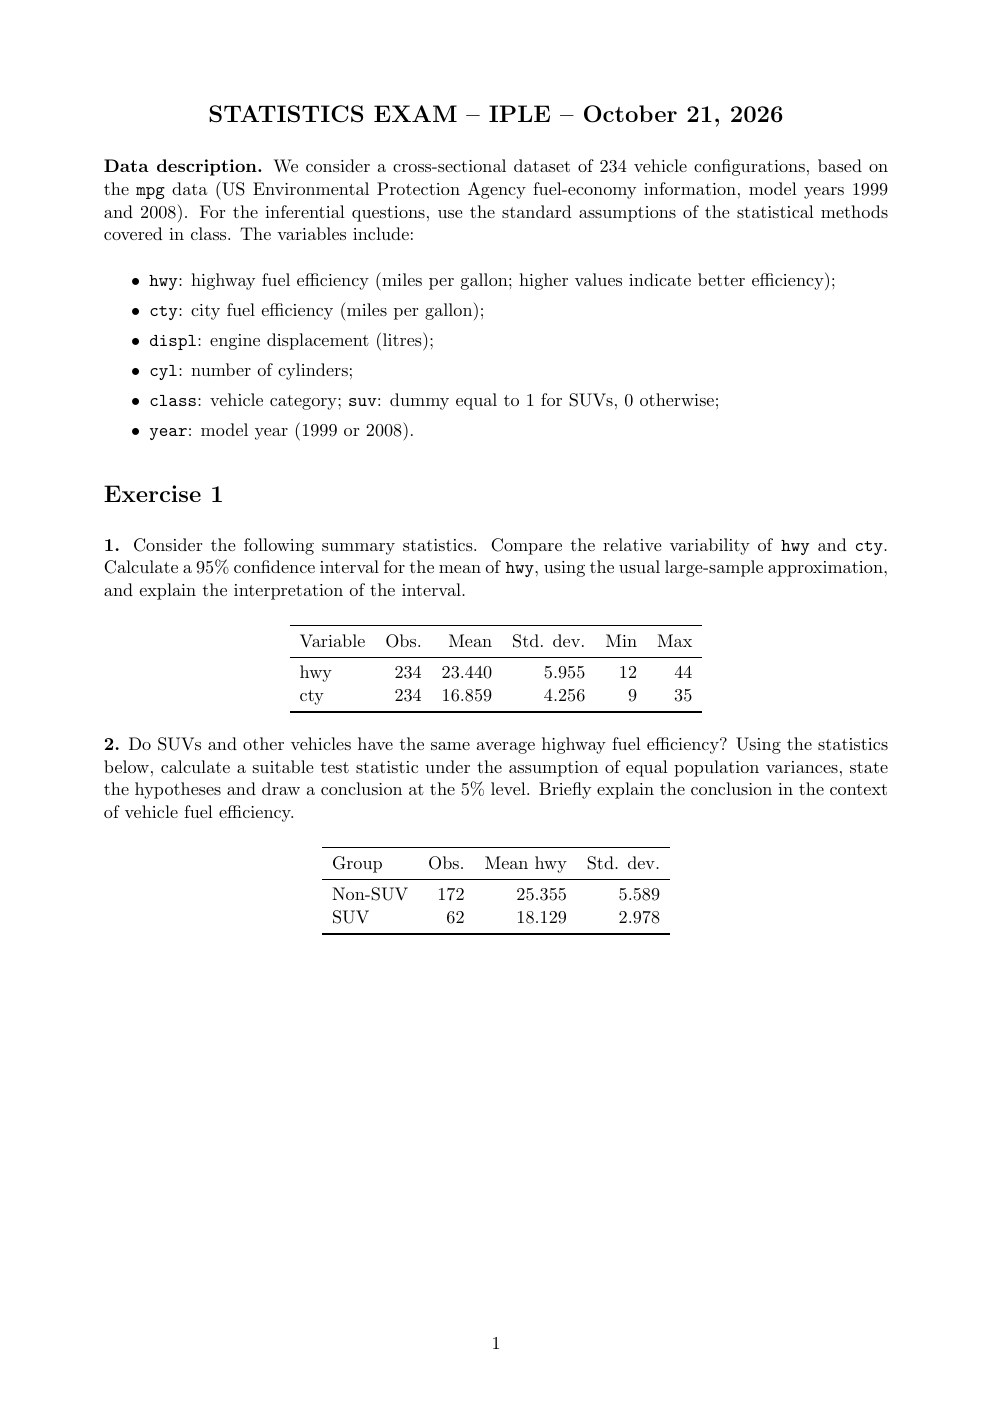 STATISTICS EXAM – IPLE – October 21, 2026
Data description. We consider a cross-sectional dataset of 234 vehicle configurations, based on
the mpg data (US Environmental Protection Agency fuel-economy information, model years 1999
and 2008). For the inferential questions, use the standard assumptions of the statistical methods
covered in class. The variables include:
• hwy: highway fuel efficiency (miles per gallon; higher values indicate better efficiency);
• cty: city fuel efficiency (miles per gallon);
• displ: engine displacement (litres);
• cyl: number of cylinders;
• class: vehicle category; suv: dummy equal to 1 for SUVs, 0 otherwise;
• year: model year (1999 or 2008).
Exercise 1
1. Consider the following summary statistics. Compare the relative variability of hwy and cty.
Calculate a 95% confidence interval for the mean of hwy, using the usual large-sample approximation,
and explain the interpretation of the interval.
Variable Obs. Mean Std. dev. Min Max
hwy 234 23.440 5.955 12 44
cty 234 16.859 4.256 9 35
2. Do SUVs and other vehicles have the same average highway fuel efficiency? Using the statistics
below, calculate a suitable test statistic under the assumption of equal population variances, state
the hypotheses and draw a conclusion at the 5% level. Briefly explain the conclusion in the context
of vehicle fuel efficiency.
Group Obs. Mean hwy Std. dev.
Non-SUV 172 25.355 5.589
SUV 62 18.129 2.978
1